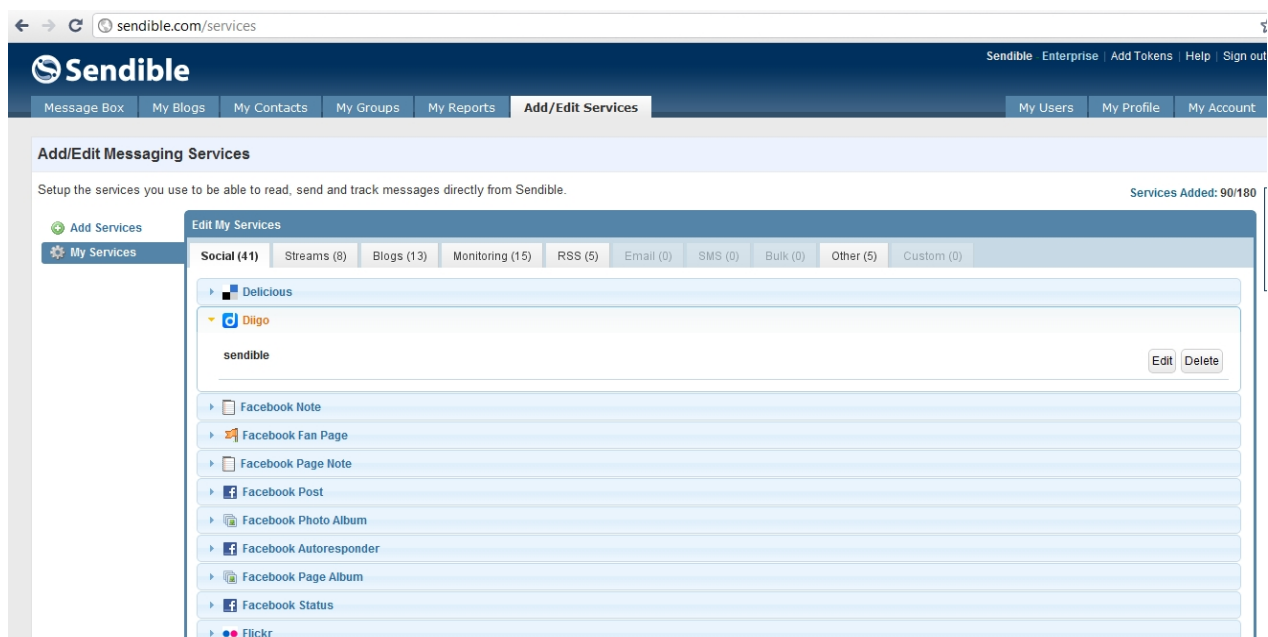 sendible.com/services
Sendible
Sendible - Enterprise | Add Tokens | Help | Sign out
Message Box My Blogs My Contacts My Groups My Reports Add/Edit Services My Users My Profile My Account
Add/Edit Messaging Services
Setup the services you use to be able to read, send and track messages directly from Sendible.
Services Added: 90/180
Add Services
My Services
Edit My Services
Social (41) Streams (8) Blogs (13) Monitoring (15) RSS (5) Email (0) SMS (0) Bulk (0) Other (5) Custom (0)
Delicious
Diigo
sendible
Edit Delete
Facebook Note
Facebook Fan Page
Facebook Page Note
Facebook Post
Facebook Photo Album
Facebook Autoresponder
Facebook Page Album
Facebook Status
Flickr